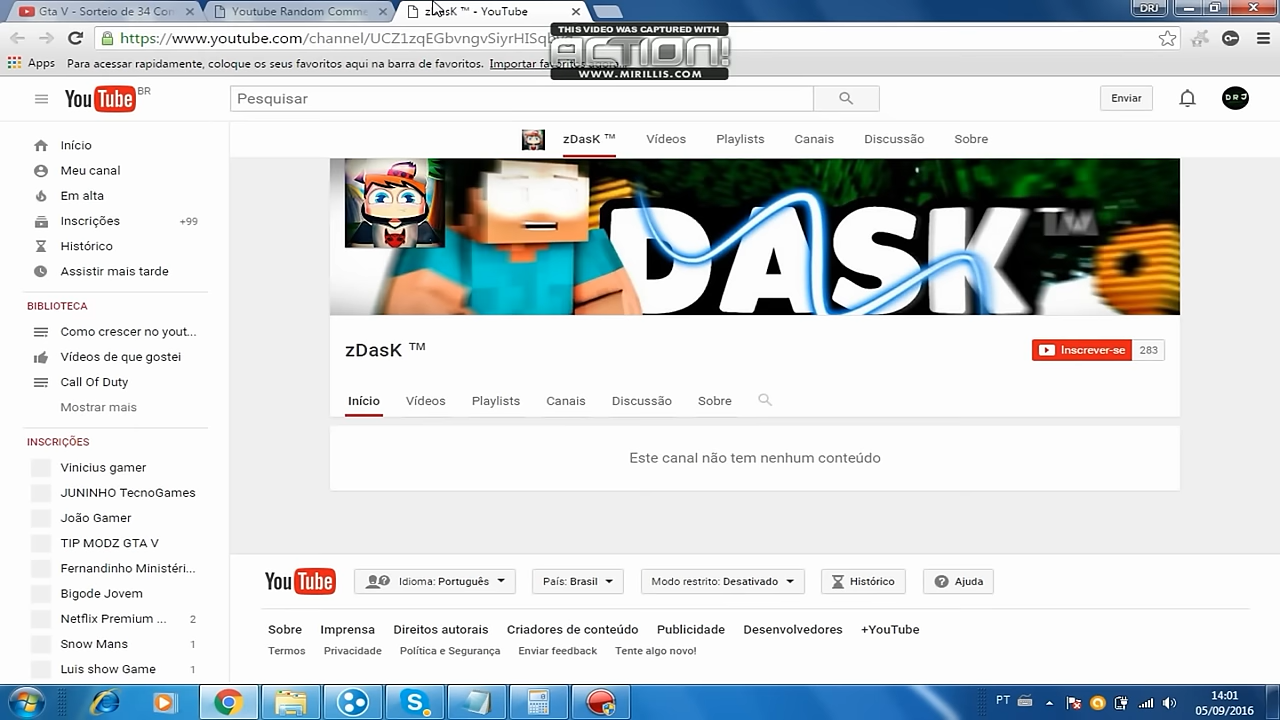 Gta V - Sorteio de 34 Con
Youtube Random Comme
zDasK ™ - YouTube
DRJ
https://www.youtube.com/channel/
THIS VIDEO WAS CAPTURED WITH
ACTION!
WWW.MIRILLIS.COM
Apps
Para acessar rapidamente, coloque os seus favoritos aqui na barra de favoritos.
Importar favoritos
YouTube BR
Pesquisar
Enviar
DRJ
zDasK ™
Vídeos
Playlists
Canais
Discussão
Sobre
Início
Meu canal
Em alta
Inscrições +99
Histórico
Assistir mais tarde
BIBLIOTECA
Como crescer no yout...
Vídeos de que gostei
Call Of Duty
Mostrar mais
INSCRIÇÕES
Vinicius gamer
JUNINHO TecnoGames
João Gamer
TIP MODZ GTA V
Fernandinho Ministéri...
Bigode Jovem
Netflix Premium ... 2
Snow Mans 1
Luis show Game 1
DASK™
zDasK ™
Inscrever-se 283
Início
Vídeos
Playlists
Canais
Discussão
Sobre
Este canal não tem nenhum conteúdo
YouTube
Idioma: Português
País: Brasil
Modo restrito: Desativado
Histórico
Ajuda
Sobre
Imprensa
Direitos autorais
Criadores de conteúdo
Publicidade
Desenvolvedores
+YouTube
Termos
Privacidade
Política e Segurança
Enviar feedback
Tente algo novo!
PT
14:01
05/09/2016